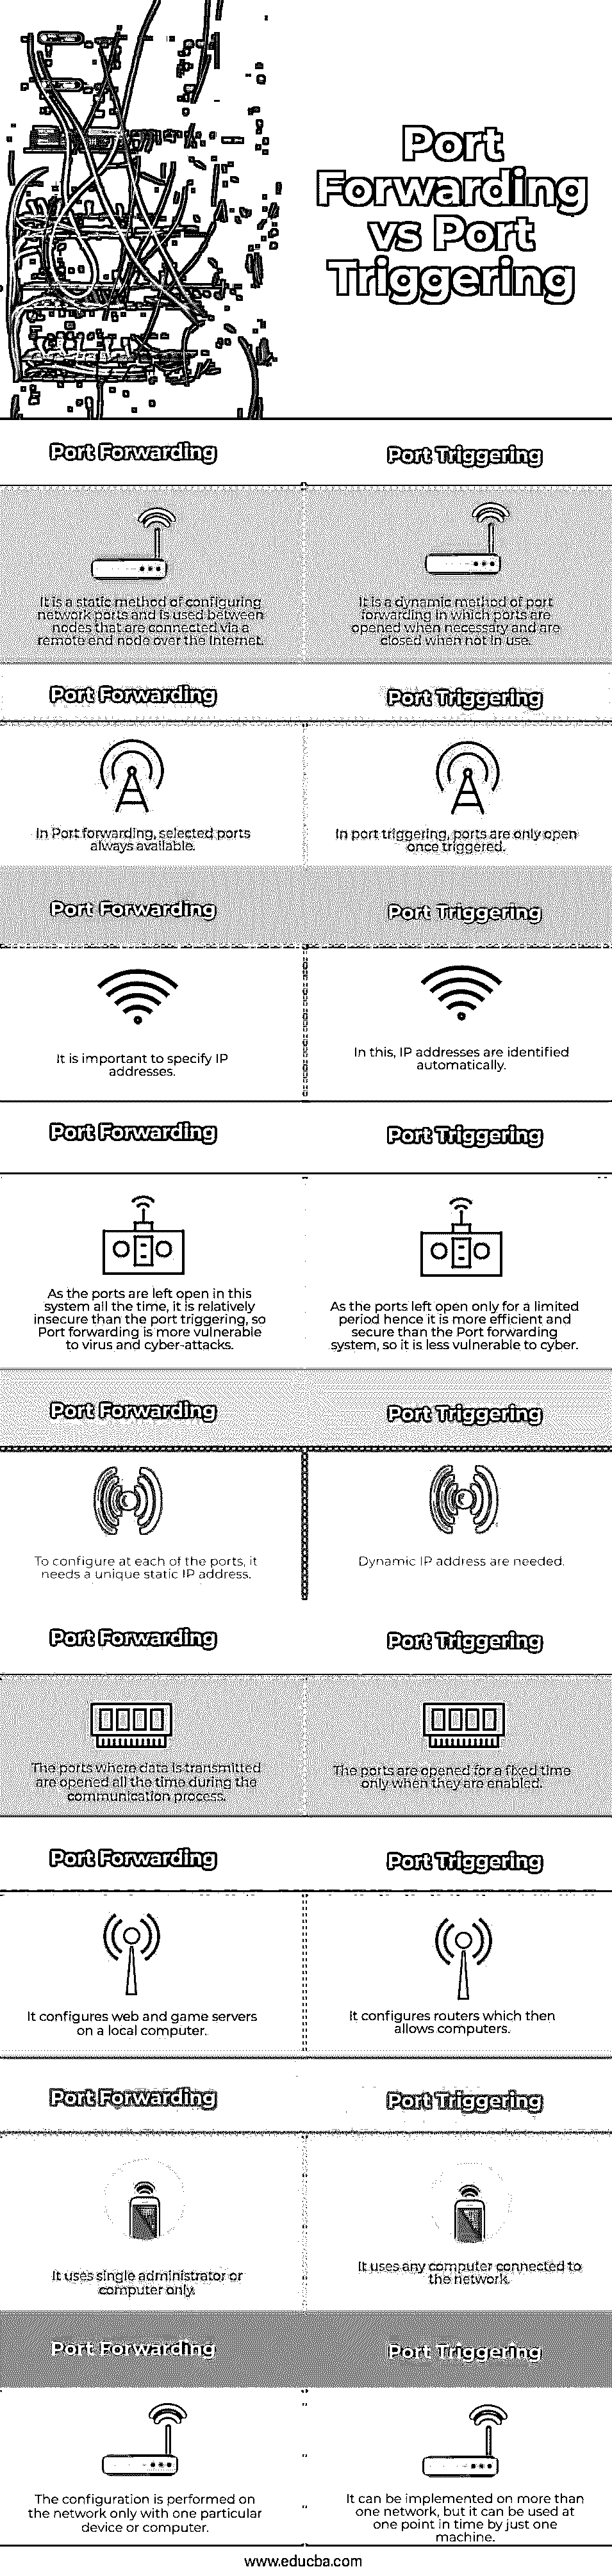 Port
Forwarding
vs Port
Triggering
Port Forwarding
Port Triggering
It is a static method of configuring
network ports and is used between
nodes that are connected via a
remote end node over the Internet.
It is a dynamic method of port
forwarding in which ports are
opened when necessary and are
closed when not in use.
Port Forwarding
Port Triggering
In Port forwarding, selected ports
always available.
In port triggering, ports are only open
once triggered.
Port Forwarding
Port Triggering
It is important to specify IP
addresses.
In this, IP addresses are identified
automatically.
Port Forwarding
Port Triggering
As the ports are left open in this
system all the time, it is relatively
insecure than the port triggering, so
Port forwarding is more vulnerable
to virus and cyber-attacks.
As the ports left open only for a limited
period hence it is more efficient and
secure than the Port forwarding
system, so it is less vulnerable to cyber.
Port Forwarding
Port Triggering
To configure at each of the ports, it
needs a unique static IP address.
Dynamic IP address are needed.
Port Forwarding
Port Triggering
The ports where data is transmitted
are opened all the time during the
communication process.
The ports are opened for a fixed time
only when they are enabled.
Port Forwarding
Port Triggering
It configures web and game servers
on a local computer.
It configures routers which then
allows computers.
Port Forwarding
Port Triggering
It uses single administrator or
computer only.
It uses any computer connected to
the network.
Port Forwarding
Port Triggering
The configuration is performed on
the network only with one particular
device or computer.
It can be implemented on more than
one network, but it can be used at
one point in time by just one
machine.
www.educba.com